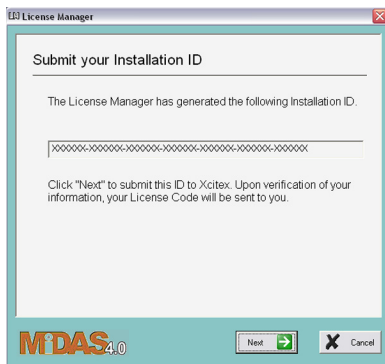 License Manager
Submit your Installation ID
The License Manager has generated the following Installation ID.
XXXXXX-XXXXXX-XXXXXX-XXXXXX-XXXXXX-XXXXXX-XXXXXX
Click "Next" to submit this ID to Xcitex. Upon verification of your
information, your License Code will be sent to you.
MiDAS 4.0
Next
Cancel